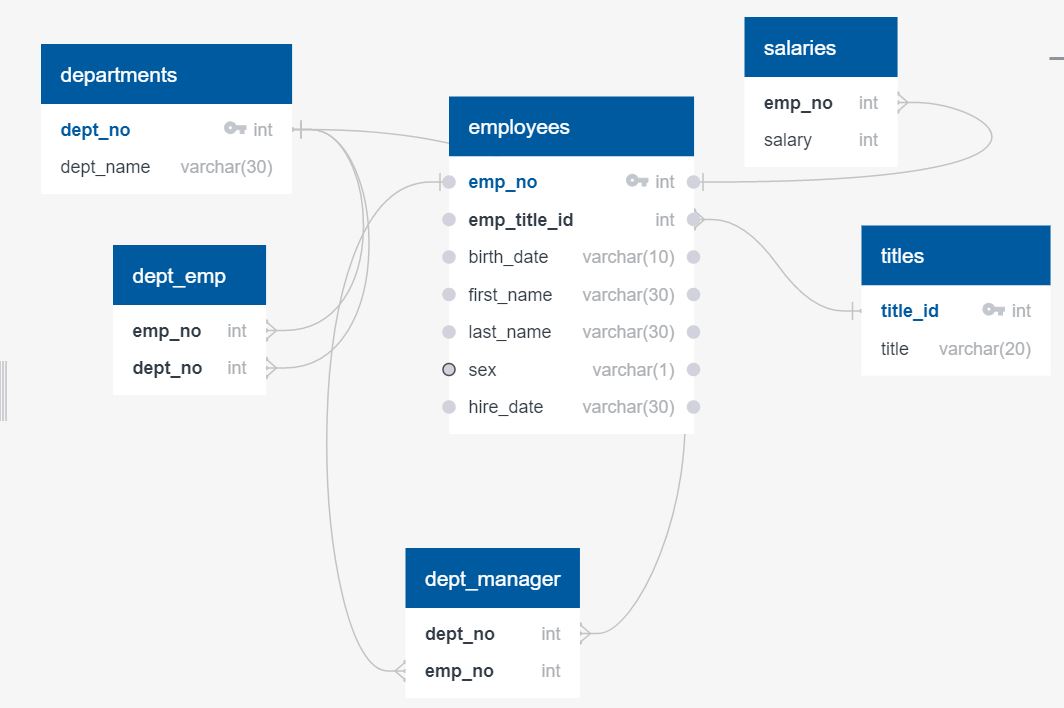 departments
dept_no int
dept_name varchar(30)
dept_emp
emp_no int
dept_no int
employees
emp_no int
emp_title_id int
birth_date varchar(10)
first_name varchar(30)
last_name varchar(30)
sex varchar(1)
hire_date varchar(30)
salaries
emp_no int
salary int
titles
title_id int
title varchar(20)
dept_manager
dept_no int
emp_no int